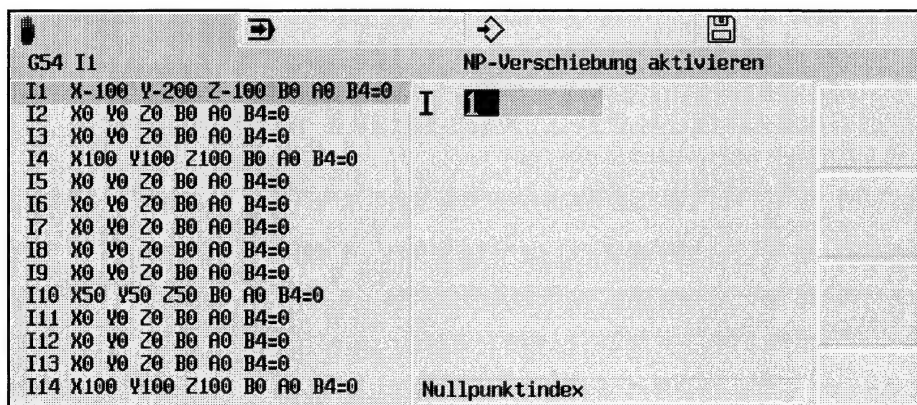 G54 I1
NP-Verschiebung aktivieren
I1 X-100 Y-200 Z-100 B0 A0 B4=0
I2 X0 Y0 Z0 B0 A0 B4=0
I3 X0 Y0 Z0 B0 A0 B4=0
I4 X100 Y100 Z100 B0 A0 B4=0
I5 X0 Y0 Z0 B0 A0 B4=0
I6 X0 Y0 Z0 B0 A0 B4=0
I7 X0 Y0 Z0 B0 A0 B4=0
I8 X0 Y0 Z0 B0 A0 B4=0
I9 X0 Y0 Z0 B0 A0 B4=0
I10 X50 Y50 Z50 B0 A0 B4=0
I11 X0 Y0 Z0 B0 A0 B4=0
I12 X0 Y0 Z0 B0 A0 B4=0
I13 X0 Y0 Z0 B0 A0 B4=0
I14 X100 Y100 Z100 B0 A0 B4=0
I 1
Nullpunktindex